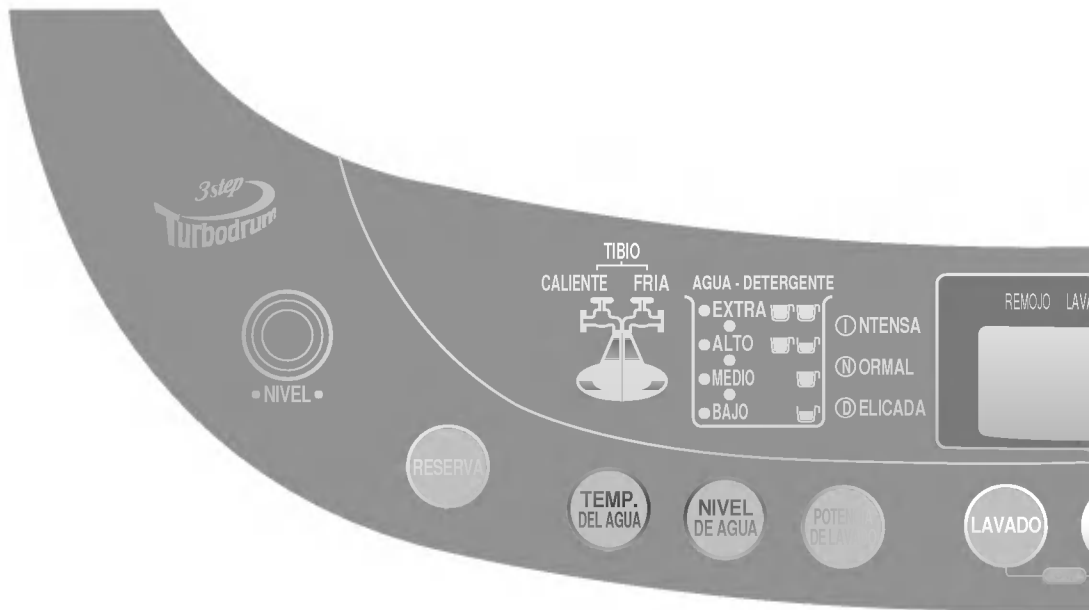 3step
Turbodrum
TIBIO
CALIENTE FRIA
AGUA - DETERGENTE
EXTRA
ALTO
MEDIO
BAJO
INTENSA
NORMAL
DELICADA
REMOJO
•NIVEL•
RESERVA
TEMP.
DEL AGUA
NIVEL
DE AGUA
LAVADO